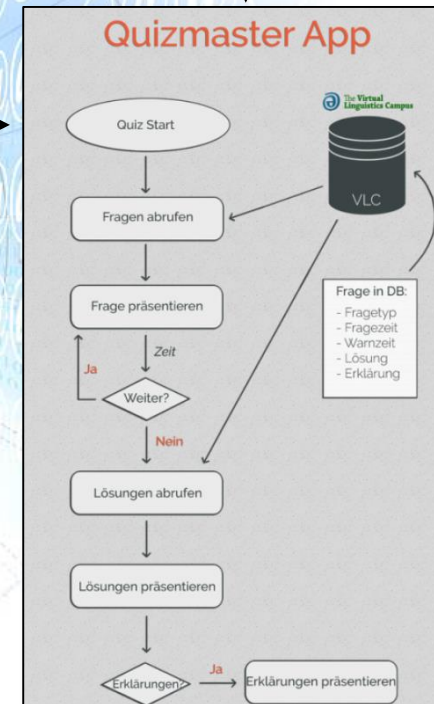 Quizmaster App
The Virtual
Linguistics Campus
Quiz Start
VLC
Fragen abrufen
Frage in DB:
- Fragetyp
- Fragezeit
- Warnzeit
- Lösung
- Erklärung
Frage präsentieren
Zeit
Ja
Weiter?
Nein
Lösungen abrufen
Lösungen präsentieren
Erklärungen?
Ja
Erklärungen präsentieren